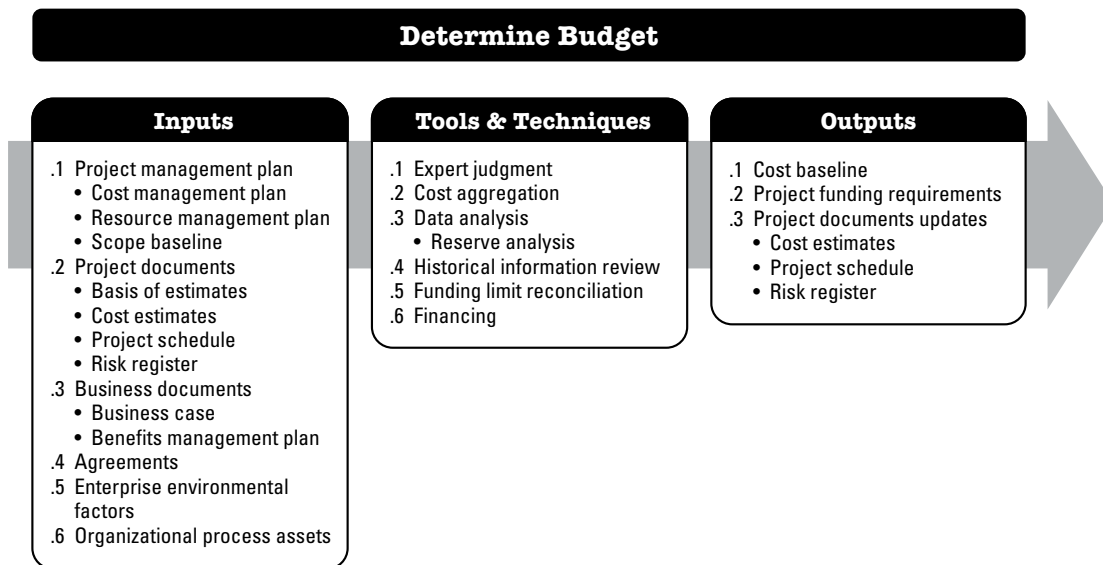 Determine Budget
Inputs
.1 Project management plan
• Cost management plan
• Resource management plan
• Scope baseline
.2 Project documents
• Basis of estimates
• Cost estimates
• Project schedule
• Risk register
.3 Business documents
• Business case
• Benefits management plan
.4 Agreements
.5 Enterprise environmental
factors
.6 Organizational process assets
Tools & Techniques
.1 Expert judgment
.2 Cost aggregation
.3 Data analysis
• Reserve analysis
.4 Historical information review
.5 Funding limit reconciliation
.6 Financing
Outputs
.1 Cost baseline
.2 Project funding requirements
.3 Project documents updates
• Cost estimates
• Project schedule
• Risk register